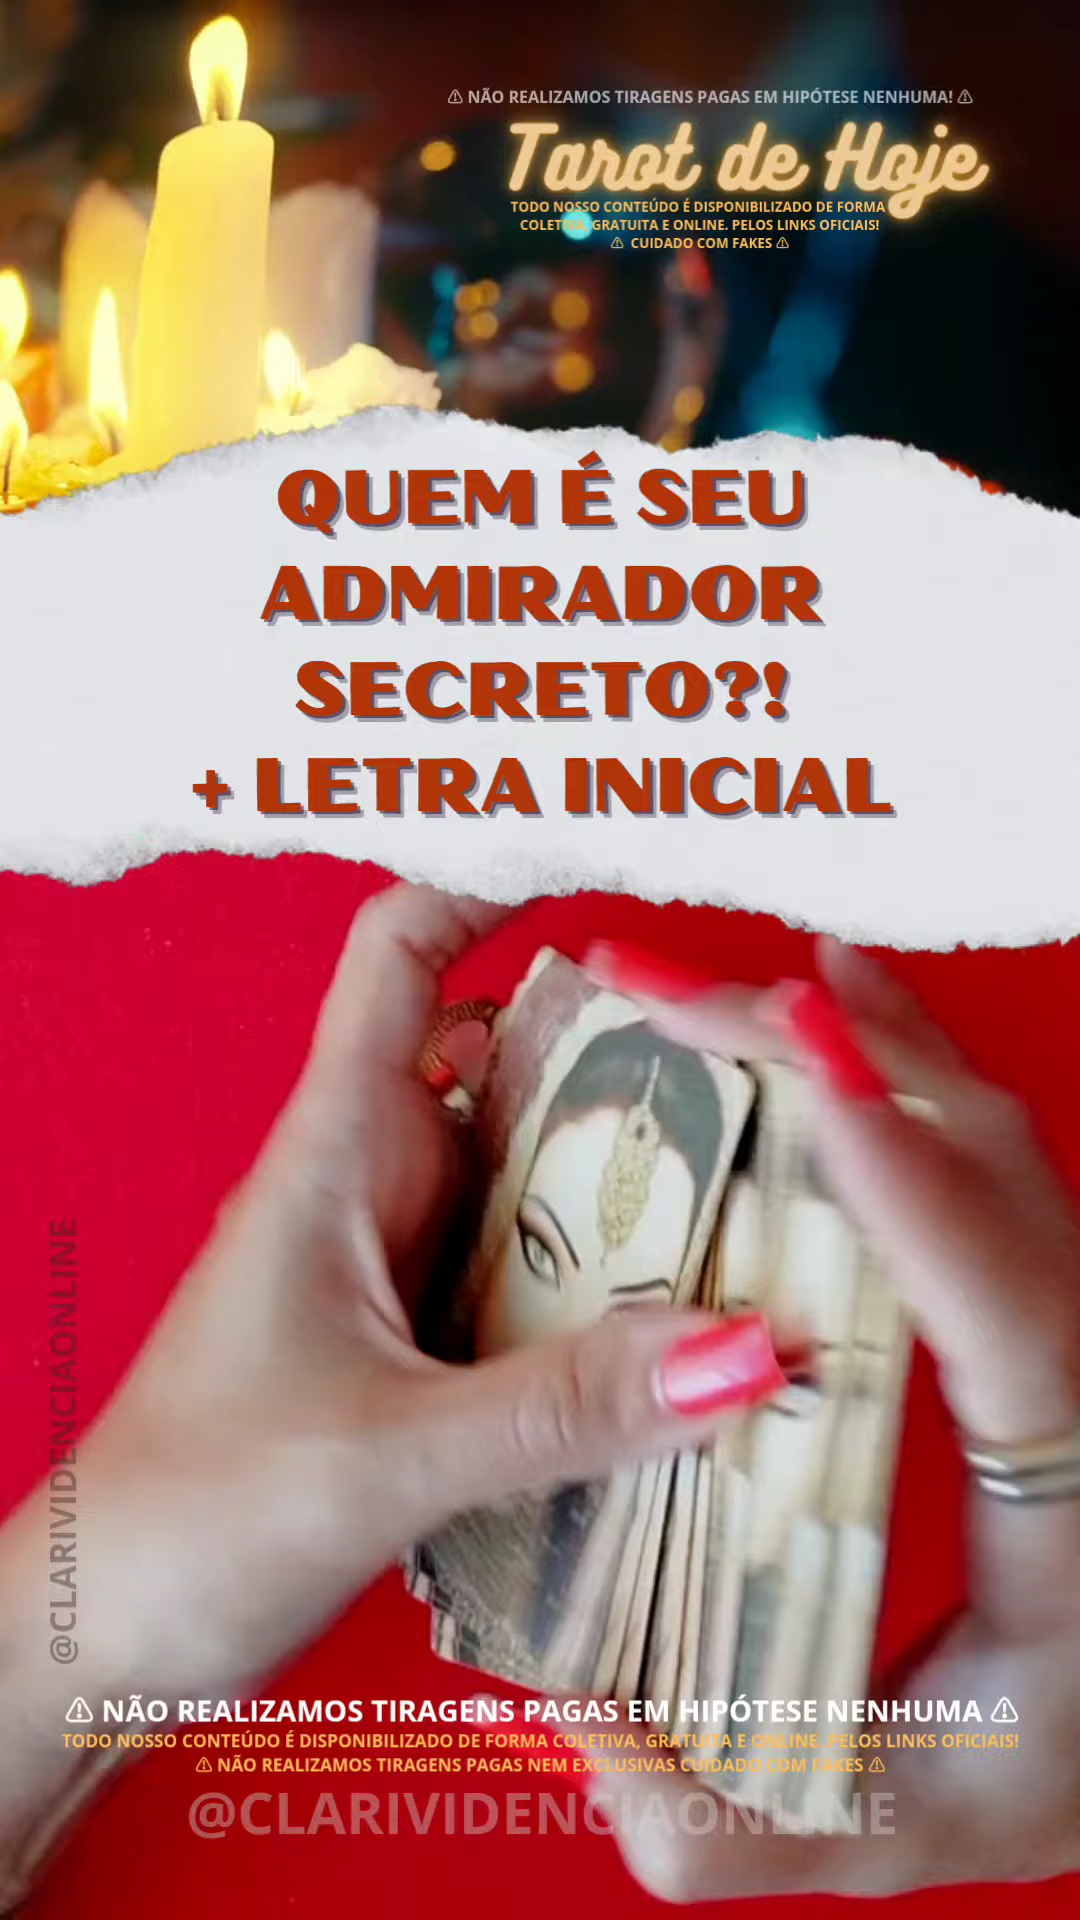 ⚠ NÃO REALIZAMOS TIRAGENS PAGAS EM HIPÓTESE NENHUMA! ⚠
Tarot de Hoje
TODO NOSSO CONTEÚDO É DISPONIBILIZADO DE FORMA
COLETIVA, GRATUITA E ONLINE. PELOS LINKS OFICIAIS!
⚠ CUIDADO COM FAKES ⚠
QUEM É SEU
ADMIRADOR
SECRETO?!
+ LETRA INICIAL
@CLARIVIDENCIAONLINE
⚠ NÃO REALIZAMOS TIRAGENS PAGAS EM HIPÓTESE NENHUMA ⚠
TODO NOSSO CONTEÚDO É DISPONIBILIZADO DE FORMA COLETIVA, GRATUITA E ONLINE. PELOS LINKS OFICIAIS!
⚠ NÃO REALIZAMOS TIRAGENS PAGAS NEM EXCLUSIVAS CUIDADO COM FAKES ⚠
@CLARIVIDENCIAONLINE